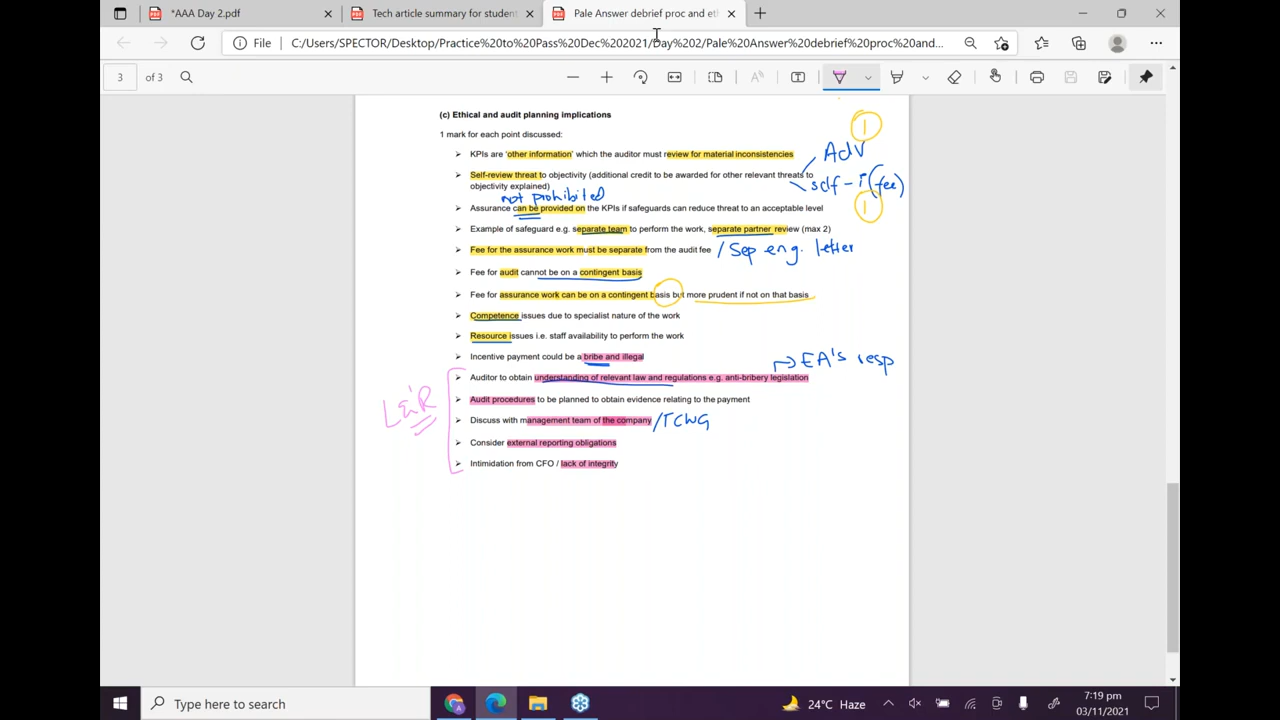 *AAA Day 2.pdf
Tech article summary for student
Pale Answer debrief proc and eth
File C:/Users/SPECTOR/Desktop/Practice%20to%20Pass%20Dec%202021/Day%202/Pale%20Answer%20debrief%20proc%20and...
3 of 3
(c) Ethical and audit planning implications
1
1 mark for each point discussed:
KPIs are 'other information' which the auditor must review for material inconsistencies
Adv
Self-review threat to objectivity (additional credit to be awarded for other relevant threats to
objectivity explained)
self-i (fee)
not prohibited
Assurance can be provided on the KPIs if safeguards can reduce threat to an acceptable level
1
Example of safeguard e.g. separate team to perform the work, separate partner review (max 2)
Fee for the assurance work must be separate from the audit fee / Sep eng. letter
Fee for audit cannot be on a contingent basis
Fee for assurance work can be on a contingent basis but more prudent if not on that basis
Competence issues due to specialist nature of the work
Resource issues i.e. staff availability to perform the work
Incentive payment could be a bribe and illegal
EA's resp
Auditor to obtain understanding of relevant law and regulations e.g. anti-bribery legislation
L&R
Audit procedures to be planned to obtain evidence relating to the payment
Discuss with management team of the company /TCWG
Consider external reporting obligations
Intimidation from CFO / lack of integrity
Type here to search
24°C Haze
7:19 pm
03/11/2021